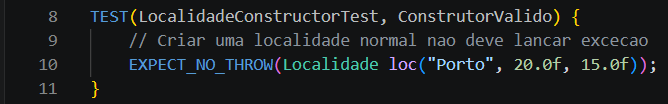 8 TEST(LocalidadeConstructorTest, ConstrutorValido) {
9 // Criar uma localidade normal nao deve lancar excecao
10 EXPECT_NO_THROW(Localidade loc("Porto", 20.0f, 15.0f));
11 }